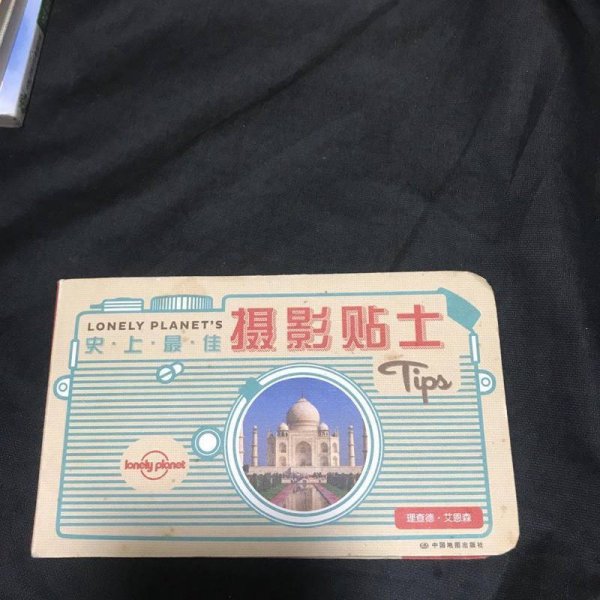 LONELY PLANET'S
史·上·最·佳
摄影贴士
Tips
lonely planet
理查德·艾恩森
中国地图出版社